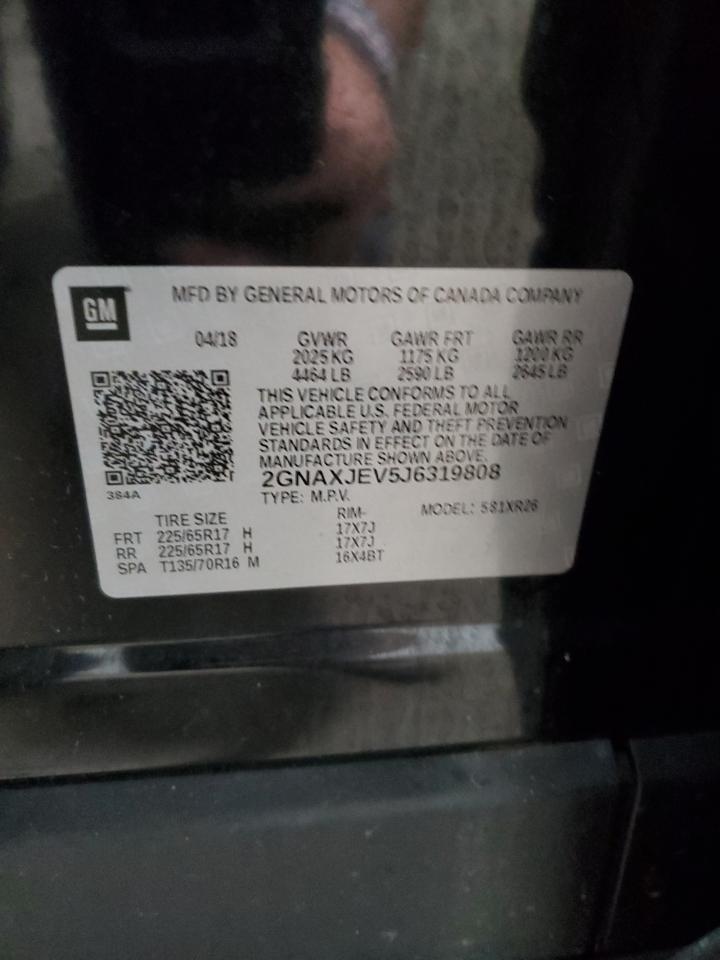 GM
MFD BY GENERAL MOTORS OF CANADA COMPANY
04/18 GVWR GAWR FRT GAWR RR
2025 KG 1175 KG 1200 KG
4464 LB 2590 LB 2645 LB
THIS VEHICLE CONFORMS TO ALL
APPLICABLE U.S. FEDERAL MOTOR
VEHICLE SAFETY AND THEFT PREVENTION
STANDARDS IN EFFECT ON THE DATE OF
MANUFACTURE SHOWN ABOVE.
2GNAXJEV5J6319808
384A
TYPE: M.P.V. MODEL: 581XR26
TIRE SIZE RIM-
FRT 225/65R17 H 17X7J
RR 225/65R17 H 17X7J
SPA T135/70R16 M 16X4BT